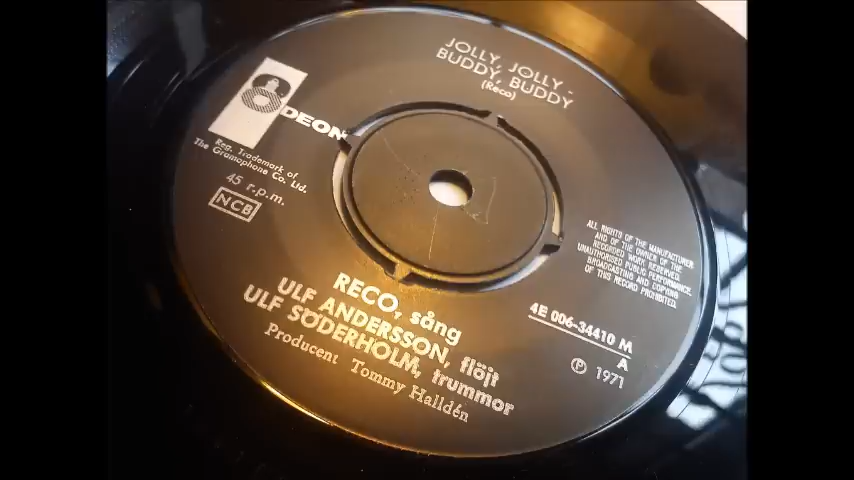 JOLLY, JOLLY -
BUDDY, BUDDY
(Reco)
ODEON
Reg. Trademark of
The Gramophone Co. Ltd.
45 r.p.m.
NCB
ALL RIGHTS OF THE MANUFACTURER
AND OF THE OWNER OF THE
RECORDED WORK RESERVED.
UNAUTHORISED PUBLIC PERFORMANCE,
BROADCASTING AND COPYING
OF THIS RECORD PROHIBITED.
4E 006-34410 M
A
℗ 1971
RECO, sång
ULF ANDERSSON, flöjt
ULF SÖDERHOLM, trummor
Producent Tommy Halldén